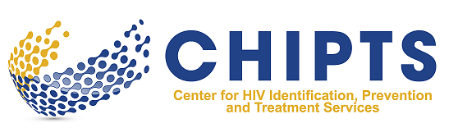 CHIPTS
Center for HIV Identification, Prevention
and Treatment Services